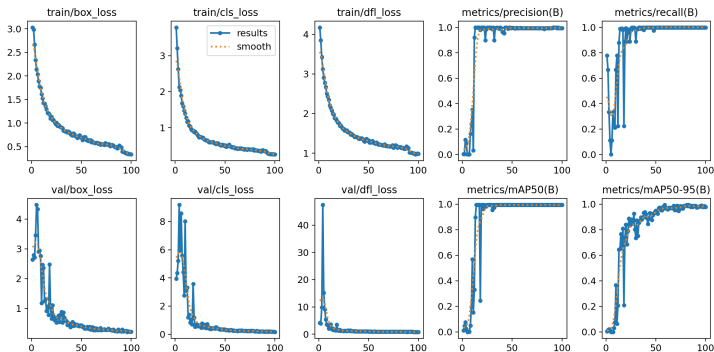 train/box_loss
train/cls_loss
train/dfl_loss
metrics/precision(B)
metrics/recall(B)
3.0
2.5
2.0
1.5
1.0
0.5
0 50 100
3
2
1
results
smooth
0 50 100
4
3
2
1
0 50 100
1.0
0.8
0.6
0.4
0.2
0.0
0 50 100
1.0
0.8
0.6
0.4
0.2
0.0
0 50 100
val/box_loss
val/cls_loss
val/dfl_loss
metrics/mAP50(B)
metrics/mAP50-95(B)
4
3
2
1
0 50 100
8
6
4
2
0
0 50 100
40
30
20
10
0
0 50 100
1.0
0.8
0.6
0.4
0.2
0.0
0 50 100
1.0
0.8
0.6
0.4
0.2
0.0
0 50 100